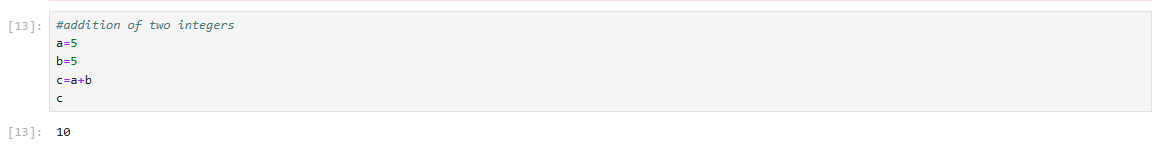 [13]: #addition of two integers
a=5
b=5
c=a+b
c
[13]: 10